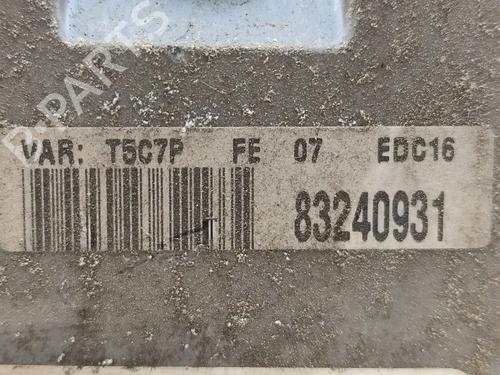 B-PARTS
VAR: T5C7P FE 07 EDC16
83240931